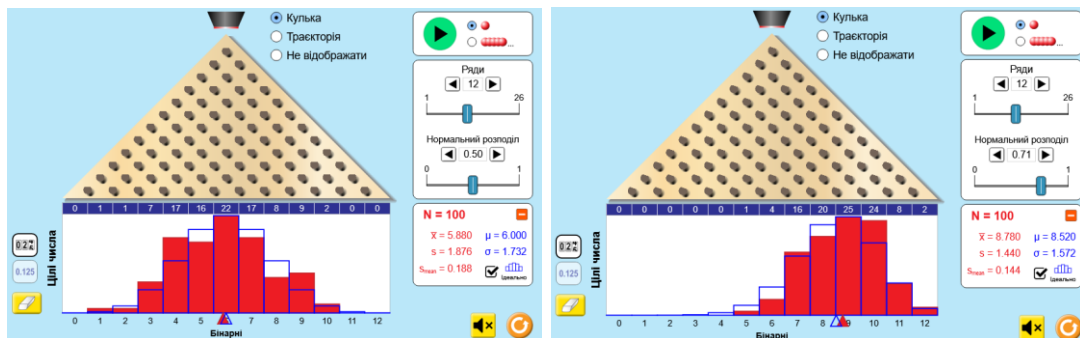 Кулька
Траєкторія
Не відображати
...
Ряди
12
1 26
Нормальний розподіл
0.50
0 1
N = 100
x̅ = 5.880 μ = 6.000
s = 1.876 σ = 1.732
smean = 0.188 Ідеально
0 1 1 7 17 16 22 17 8 9 2 0 0
Цілі числа
0.125
0 1 2 3 4 5 7 8 9 10 11 12
Бінарні
Кулька
Траєкторія
Не відображати
...
Ряди
12
1 26
Нормальний розподіл
0.71
0 1
N = 100
x̅ = 8.780 μ = 8.520
s = 1.440 σ = 1.572
smean = 0.144 Ідеально
0 0 0 0 0 1 4 16 20 25 24 8 2
Цілі числа
0.125
0 1 2 3 4 5 6 7 8 9 10 11 12
Бінарні